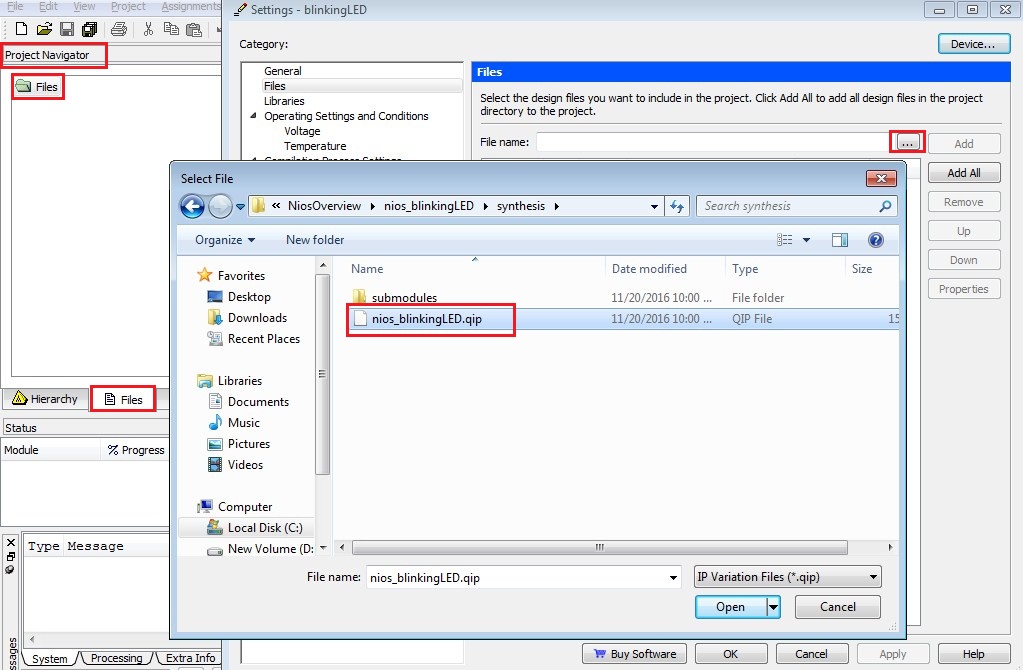 File Edit View Project Assignments
Settings - blinkingLED
Category:
Device...
Project Navigator
Files
General
Files
Libraries
Operating Settings and Conditions
Voltage
Temperature
Compilation Process Settings
Files
Select the design files you want to include in the project. Click Add All to add all design files in the project
directory to the project.
File name:
...
Add
Add All
Remove
Up
Down
Properties
Select File
« NiosOverview nios_blinkingLED synthesis
Search synthesis
Organize New folder
Name Date modified Type Size
submodules 11/20/2016 10:00 ... File folder
nios_blinkingLED.qip 11/20/2016 10:00 ... QIP File 15
Favorites
Desktop
Downloads
Recent Places
Libraries
Documents
Music
Pictures
Videos
Computer
Local Disk (C:)
New Volume (D:
File name: nios_blinkingLED.qip IP Variation Files (*.qip)
Open Cancel
Hierarchy Files
Status
Module % Progress
Type Message
System Processing Extra Info
Buy Software OK Cancel Apply Help